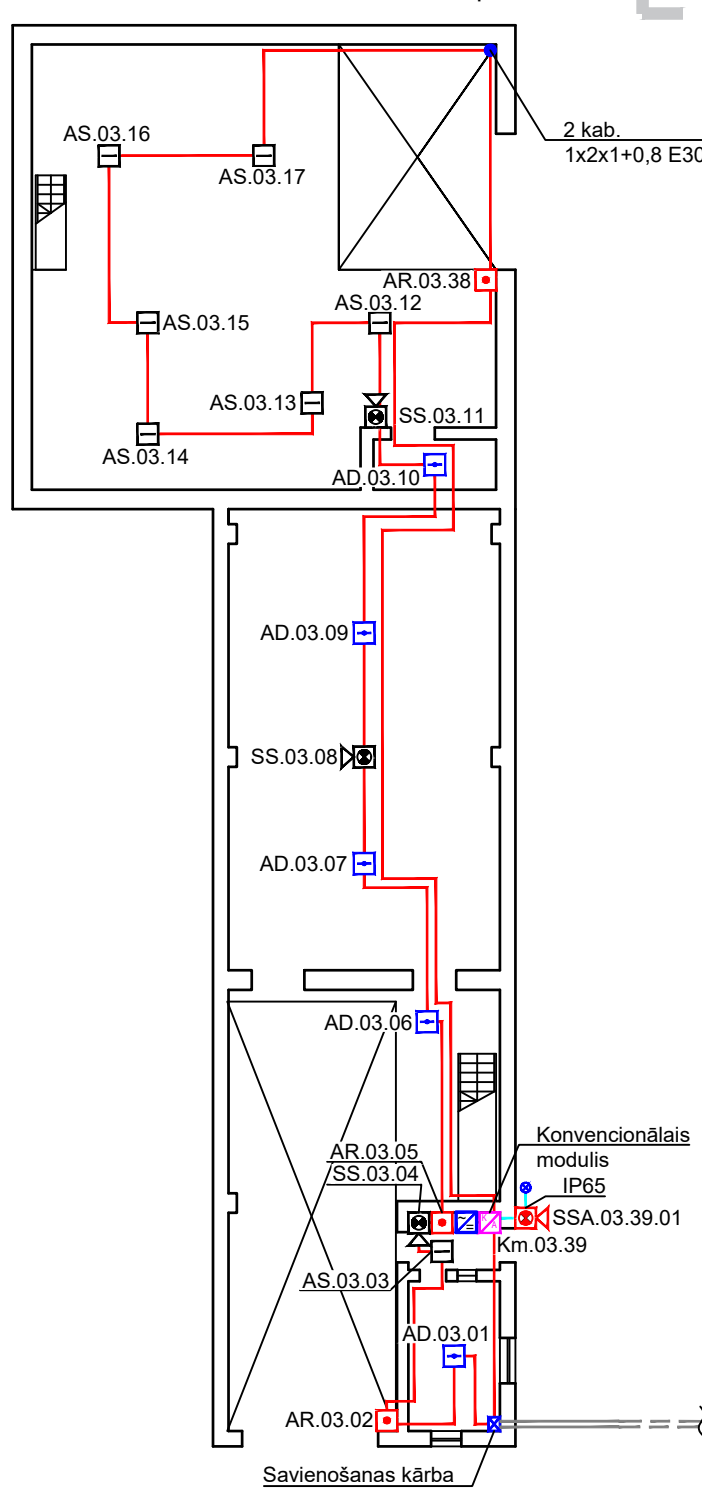 AS.03.16
AS.03.17
2 kab.
1x2x1+0,8 E30
AR.03.38
AS.03.12
AS.03.15
AS.03.13
SS.03.11
AS.03.14
AD.03.10
AD.03.09
SS.03.08
AD.03.07
AD.03.06
Konvencionālais
modulis
AR.03.05
SS.03.04
IP65
SSA.03.39.01
Km.03.39
AS.03.03
AD.03.01
AR.03.02
Savienošanas kārba